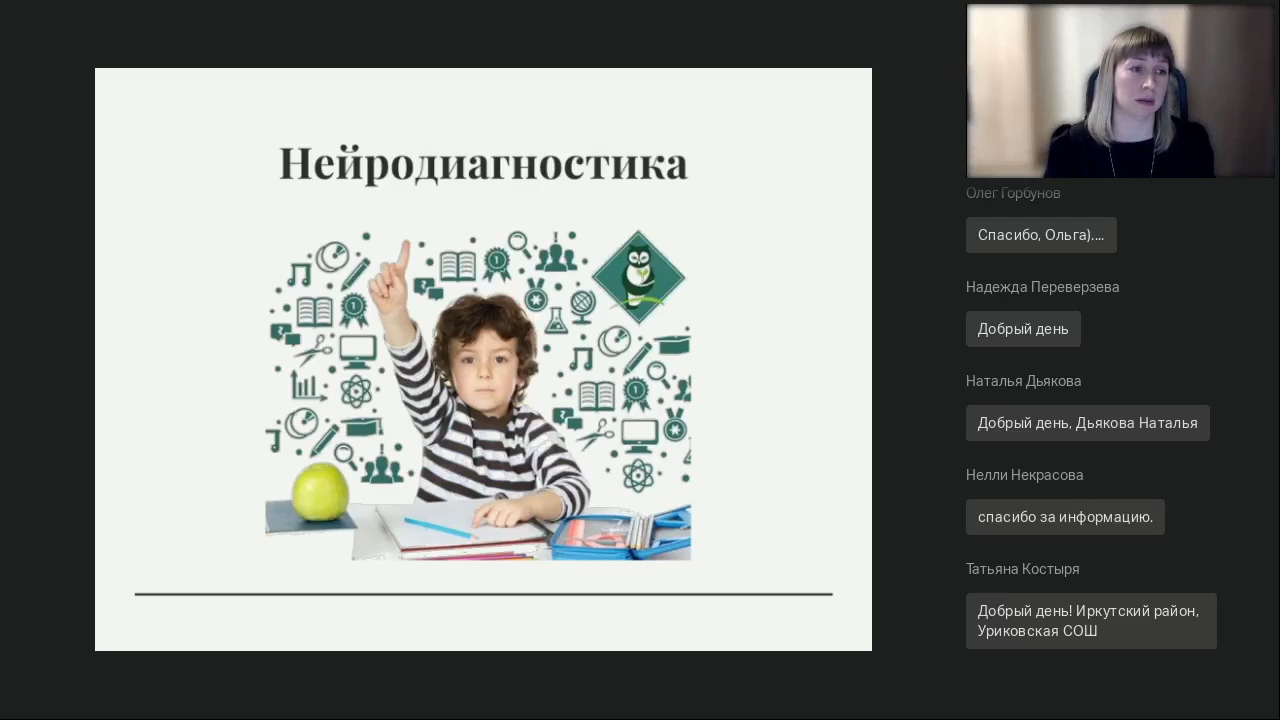 Нейродиагностика
Олег Горбунов
Спасибо, Ольга)....
Надежда Переверзева
Добрый день
Наталья Дьякова
Добрый день, Дьякова Наталья
Нелли Некрасова
спасибо за информацию.
Татьяна Костыря
Добрый день! Иркутский район,
Уриковская СОШ